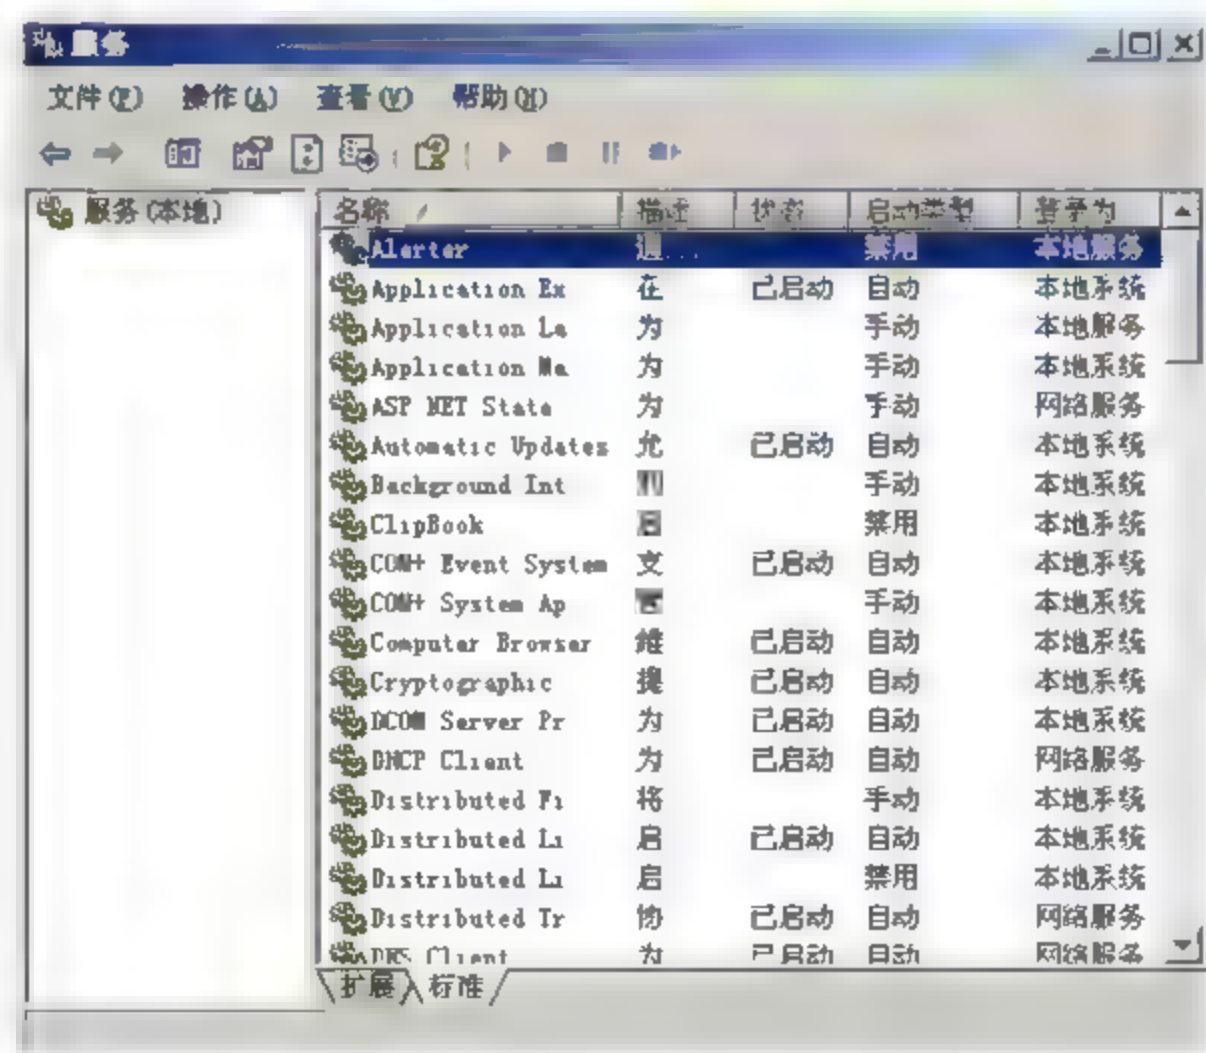 服务
文件(F) 操作(A) 查看(V) 帮助(H)
服务(本地)
名称 描述 状态 启动类型 登录为
Alerter 通... 禁用 本地服务
Application Ex 在 已启动 自动 本地系统
Application La 为 手动 本地服务
Application Ma 为 手动 本地系统
ASP NET State 为 手动 网络服务
Automatic Updates 允 已启动 自动 本地系统
Background Int 手动 本地系统
ClipBook 启 禁用 本地系统
COM+ Event System 支 已启动 自动 本地系统
COM+ System Ap 手动 本地系统
Computer Browser 维 已启动 自动 本地系统
Cryptographic 提 已启动 自动 本地系统
DCOM Server Pr 为 已启动 自动 本地系统
DHCP Client 为 已启动 自动 网络服务
Distributed Fi 将 手动 本地系统
Distributed Li 启 已启动 自动 本地系统
Distributed Li 启 禁用 本地系统
Distributed Tr 协 已启动 自动 网络服务
DNS Client 为 已启动 自动 网络服务
扩展 标准